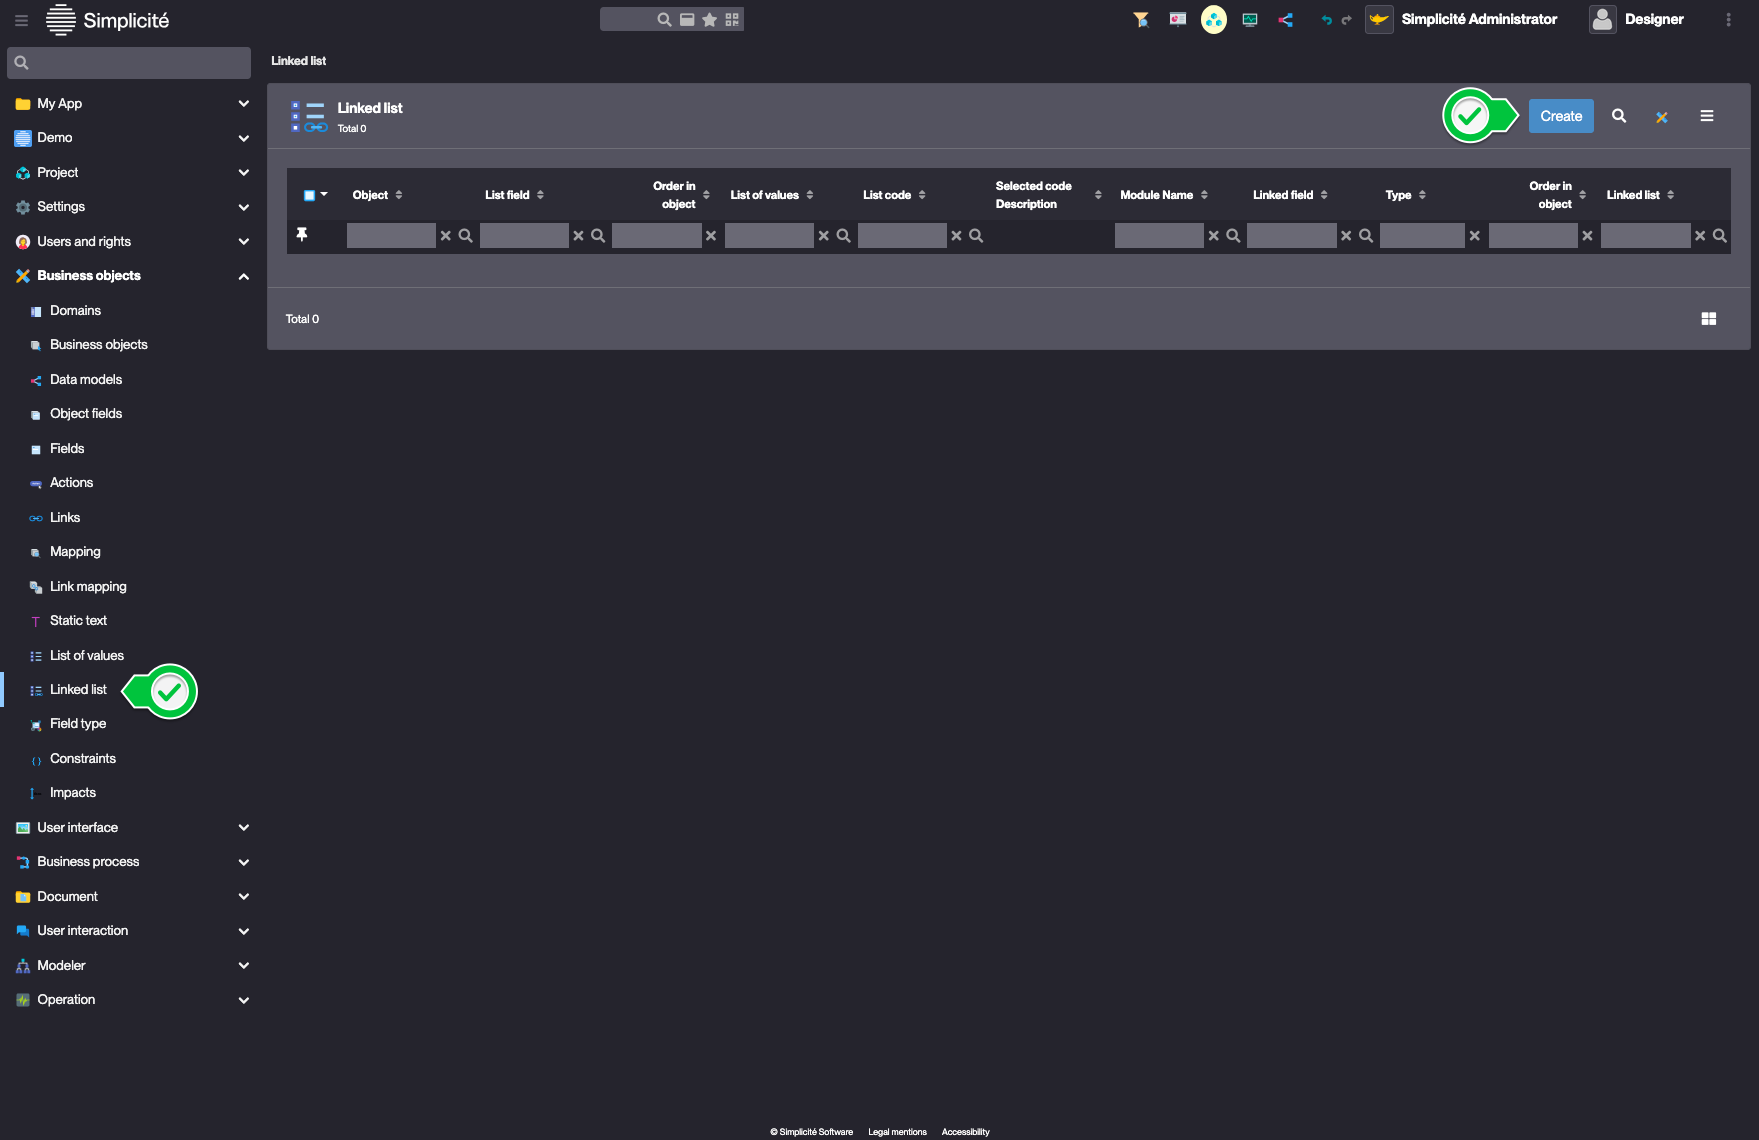 Simplicité
Simplicité Administrator
Designer
Linked list
My App
Demo
Project
Settings
Users and rights
Business objects
Domains
Business objects
Data models
Object fields
Fields
Actions
Links
Mapping
Link mapping
Static text
List of values
Linked list
Field type
Constraints
Impacts
User interface
Business process
Document
User interaction
Modeler
Operation
Linked list
Total 0
Create
Object
List field
Order in
object
List of values
List code
Selected code
Description
Module Name
Linked field
Type
Order in
object
Linked list
Total 0
© Simplicité Software Legal mentions Accessibility